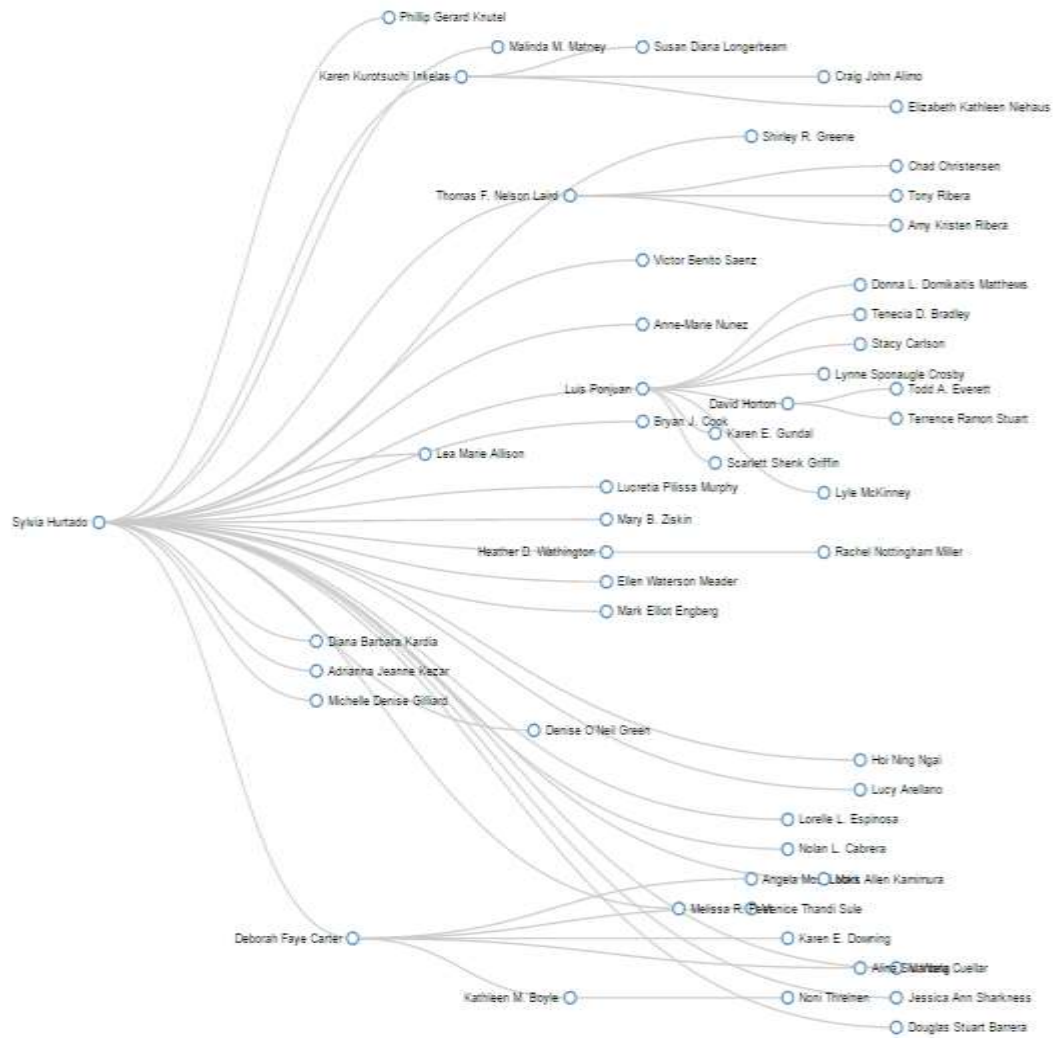 Phillip Gerard Knutel
Malinda M. Matney
Susan Diana Longerbeam
Karen Kurotsuchi Inkelas
Craig John Alimo
Elizabeth Kathleen Niehaus
Shirley R. Greene
Chad Christensen
Thomas F. Nelson Laird
Tony Ribera
Amy Kristen Ribera
Victor Benito Saenz
Donna L. Domikaitis Matthews
Tenecia D. Bradley
Anne-Marie Nunez
Stacy Carlson
Lynne Sponaugle Crosby
Luis Ponjuan
Todd A. Everett
David Horton
Terrence Ramon Stuart
Bryan J. Cook
Karen E. Gundal
Lea Marie Allison
Scarlett Shenk Griffin
Lucretia Pilissa Murphy
Lyle McKinney
Sylvia Hurtado
Mary B. Ziskin
Heather D. Wathington
Rachel Nottingham Miller
Ellen Waterson Meader
Mark Elliot Engberg
Diana Barbara Kardia
Adrianna Jeanne Kezar
Michelle Denise Gilliard
Denise O'Neil Green
Hoi Ning Ngai
Lucy Arellano
Lorelle L. Espinosa
Nolan L. Cabrera
Angela Allen Kamimura
Melissa R. Venice Thandi Sule
Deborah Faye Carter
Karen E. Downing
Cuellar
Kathleen M. Boyle
Noni Threinen
Jessica Ann Sharkness
Douglas Stuart Barrera